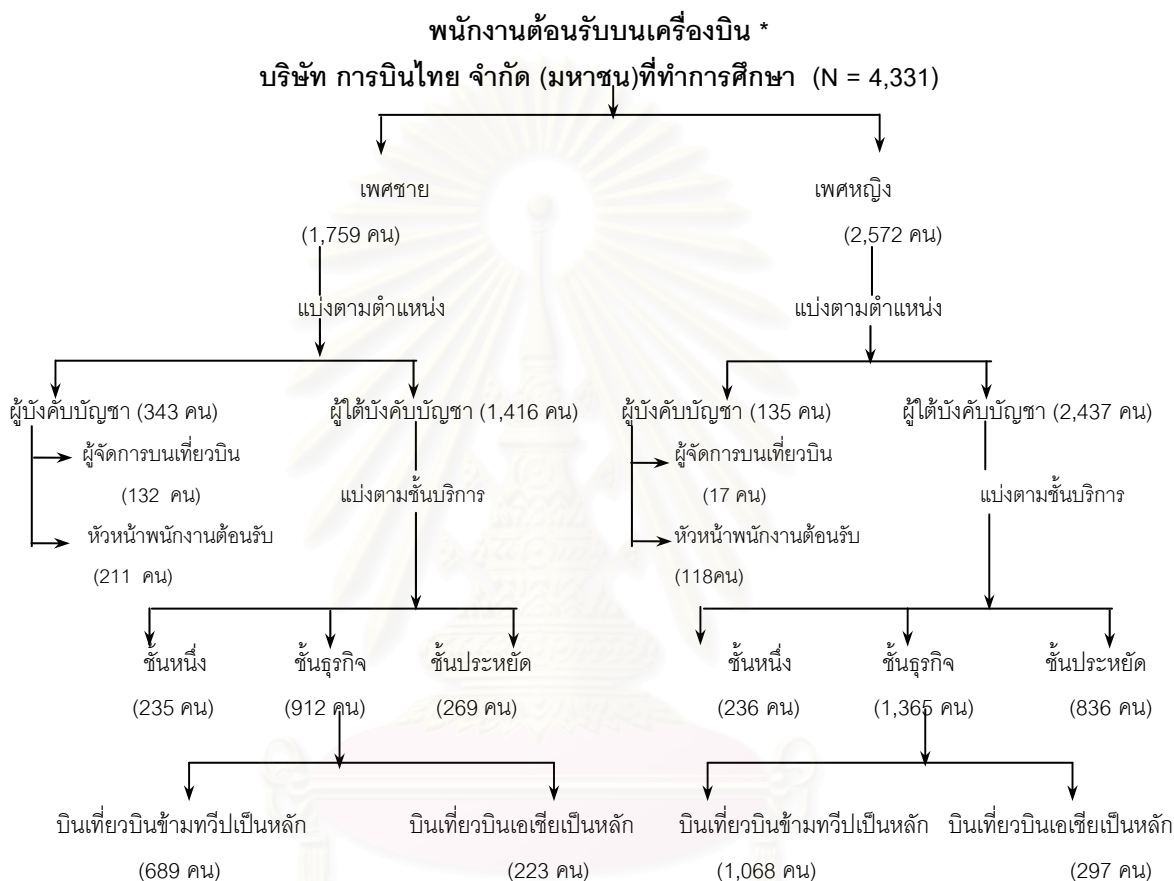 พนักงานต้อนรับบนเครื่องบิน *
บริษัท การบินไทย จำกัด (มหาชน)ที่ทำการศึกษา (N = 4,331)
เพศชาย เพศหญิง
(1,759 คน) (2,572 คน)
แบ่งตามตำแหน่ง แบ่งตามตำแหน่ง
ผู้บังคับบัญชา (343 คน) ผู้ใต้บังคับบัญชา (1,416 คน) ผู้บังคับบัญชา (135 คน) ผู้ใต้บังคับบัญชา (2,437 คน)
ผู้จัดการบนเที่ยวบิน ผู้จัดการบนเที่ยวบิน
(132 คน) แบ่งตามชั้นบริการ (17 คน) แบ่งตามชั้นบริการ
หัวหน้าพนักงานต้อนรับ หัวหน้าพนักงานต้อนรับ
(211 คน) (118คน)
ชั้นหนึ่ง ชั้นธุรกิจ ชั้นประหยัด ชั้นหนึ่ง ชั้นธุรกิจ ชั้นประหยัด
(235 คน) (912 คน) (269 คน) (236 คน) (1,365 คน) (836 คน)
บินเที่ยวบินข้ามทวีปเป็นหลัก บินเที่ยวบินเอเชียเป็นหลัก บินเที่ยวบินข้ามทวีปเป็นหลัก บินเที่ยวบินเอเชียเป็นหลัก
(689 คน) (223 คน) (1,068 คน) (297 คน)